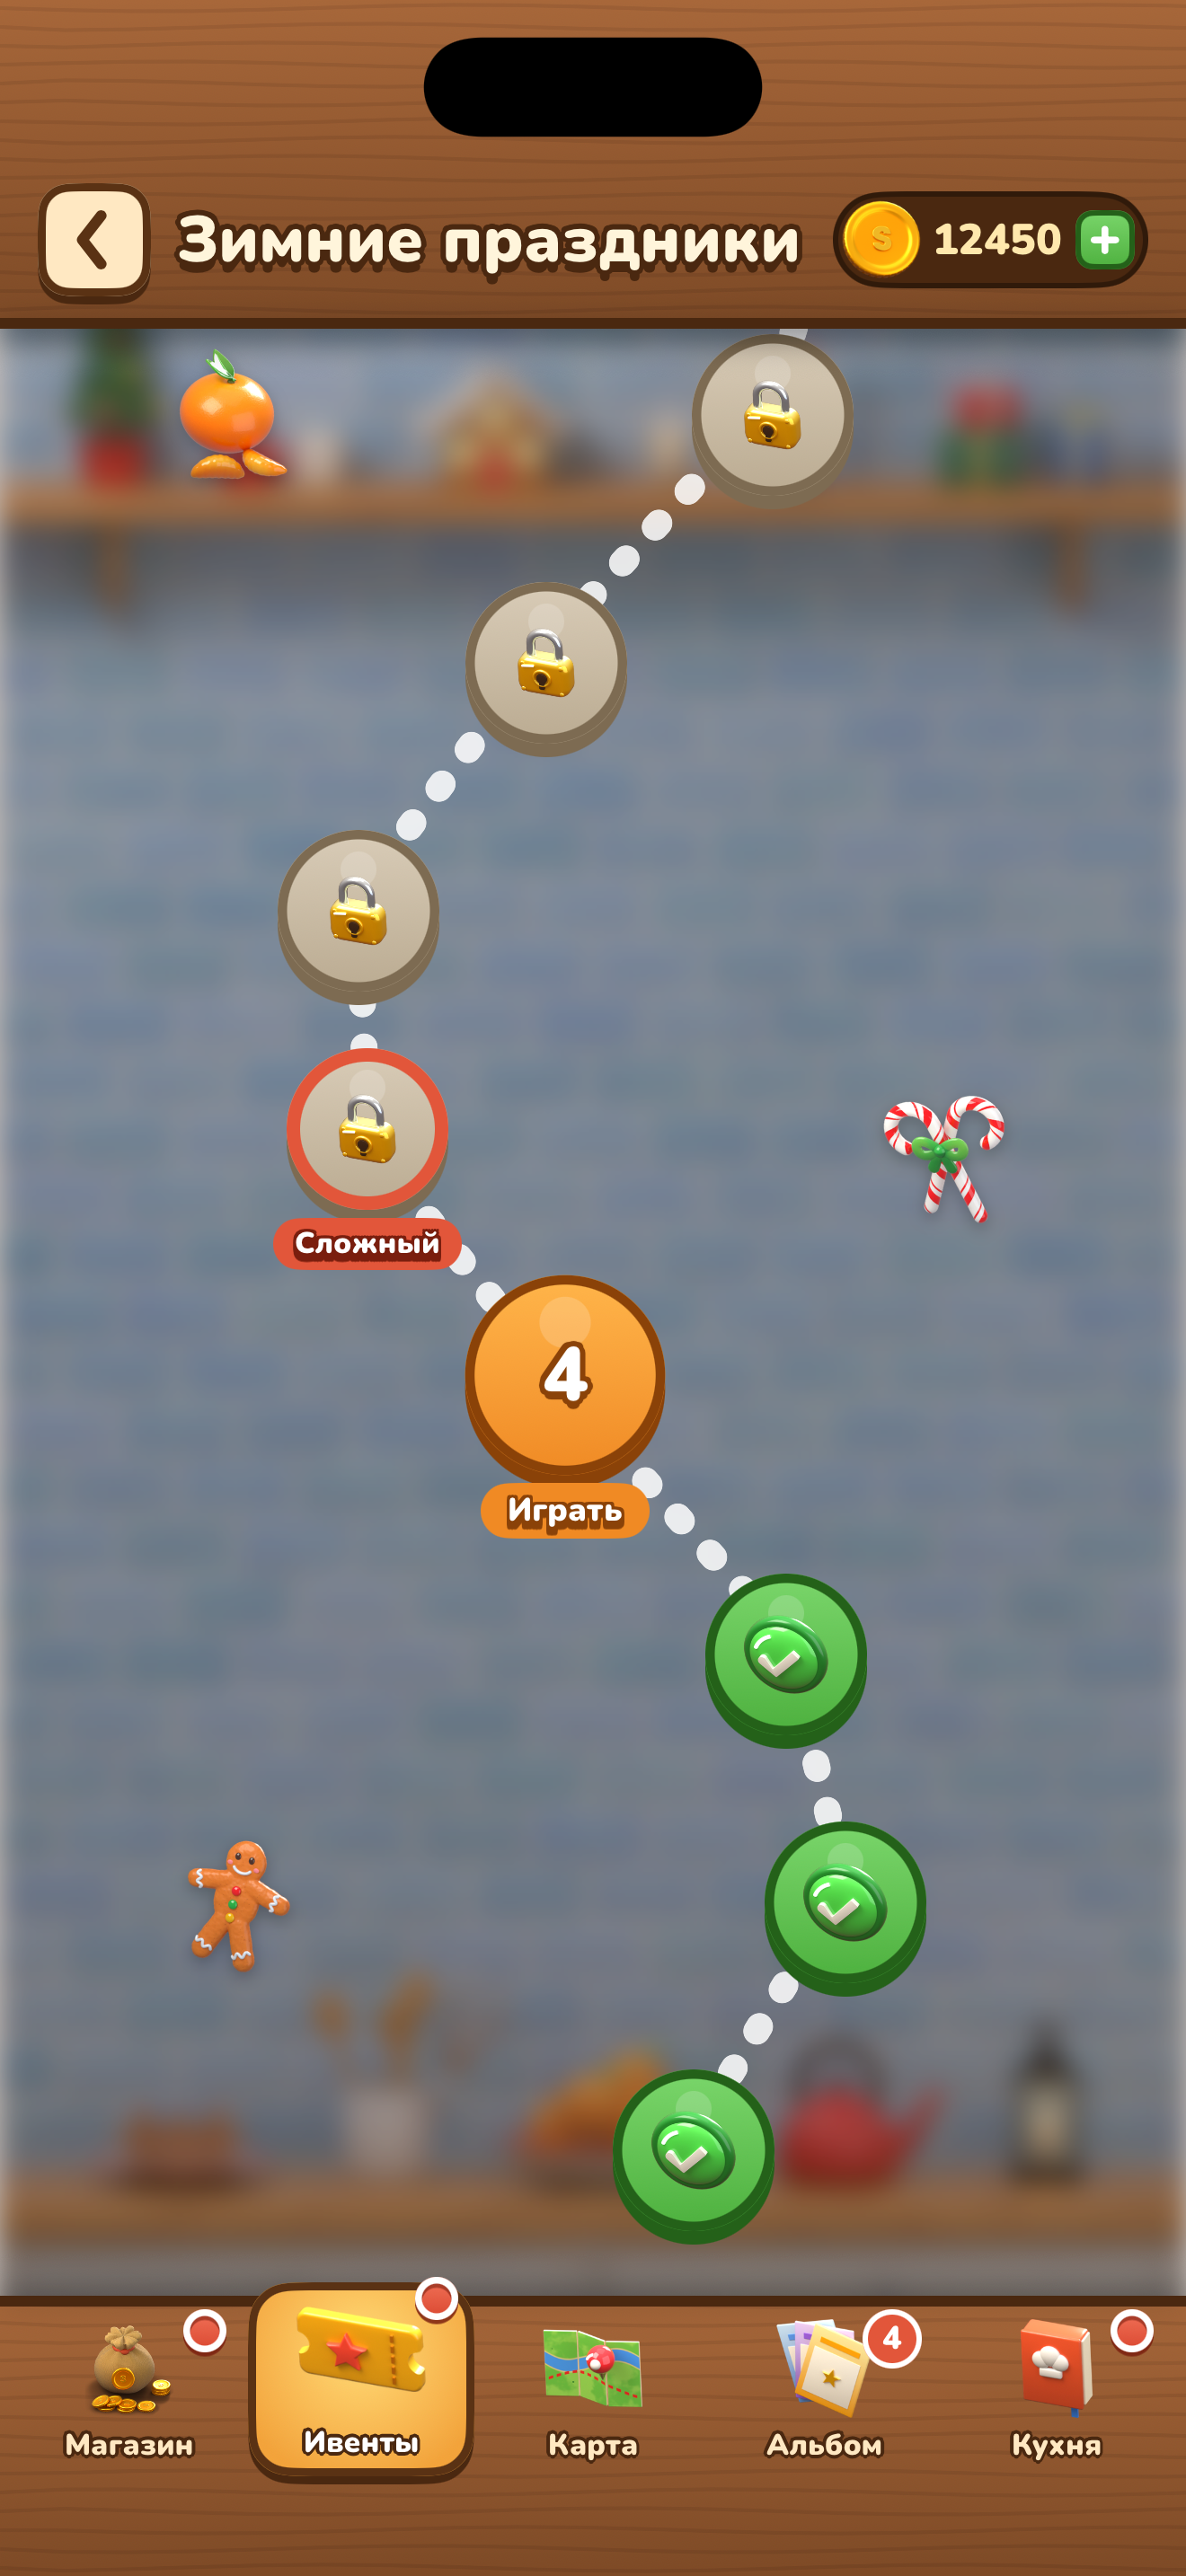 Зимние праздники
12450
Сложный
4
Играть
4
Магазин
Ивенты
Карта
Альбом
Кухня